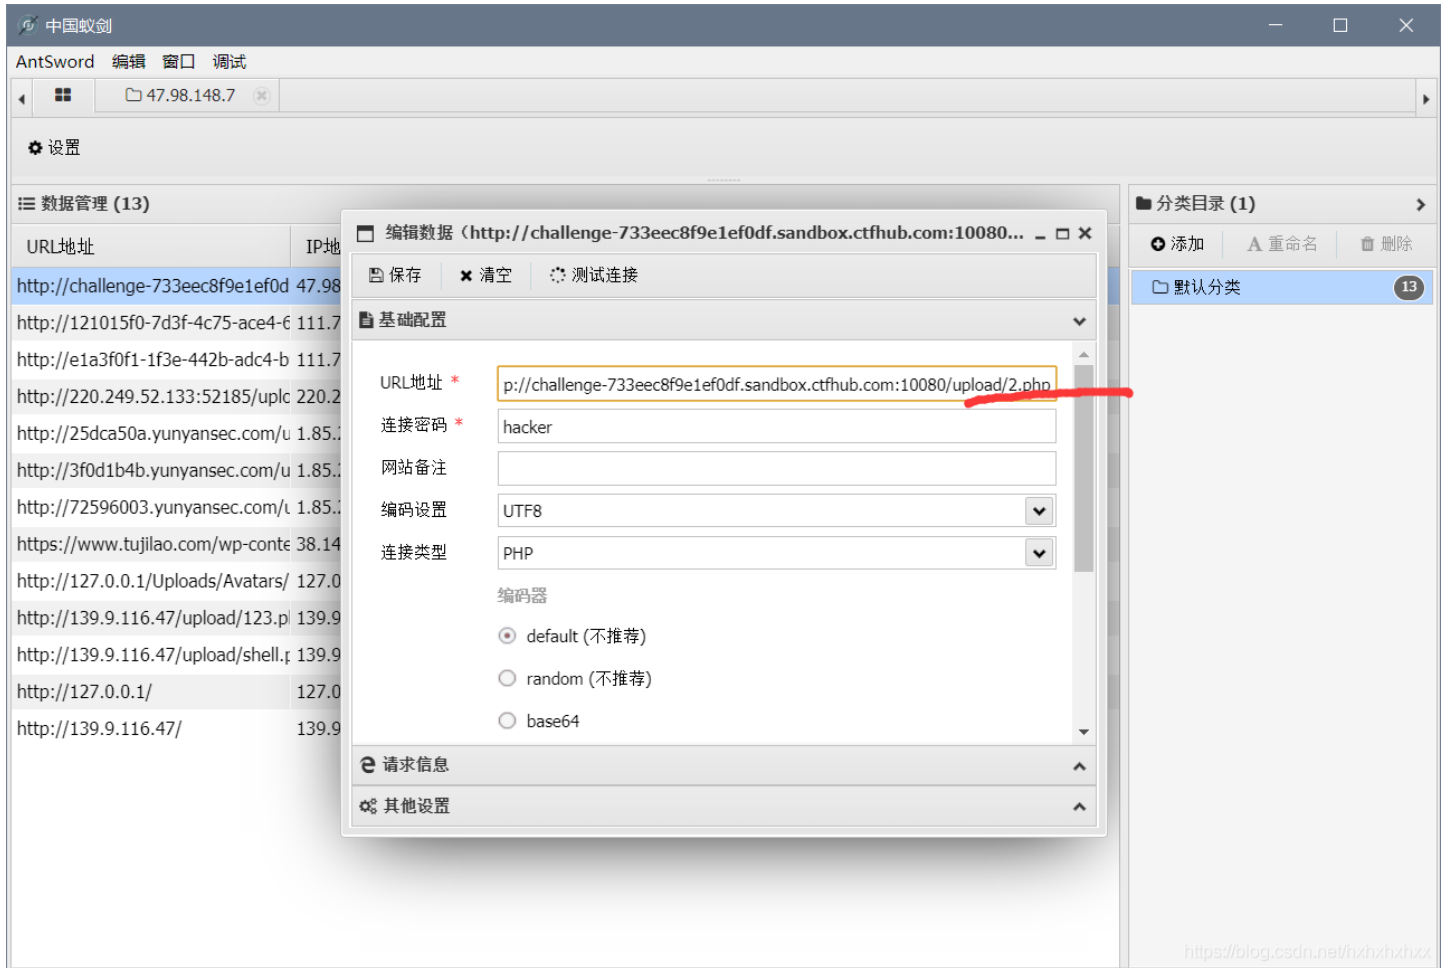 中国蚁剑
AntSword 编辑 窗口 调试
47.98.148.7
设置
数据管理 (13)
URL地址 IP地
http://challenge-733eec8f9e1ef0d 47.98
http://121015f0-7d3f-4c75-ace4-6 111.7
http://e1a3f0f1-1f3e-442b-adc4-b 111.7
http://220.249.52.133:52185/uplo 220.2
http://25dca50a.yunyansec.com/u 1.85.2
http://3f0d1b4b.yunyansec.com/u 1.85.2
http://72596003.yunyansec.com/u 1.85.2
https://www.tujilao.com/wp-conte 38.14
http://127.0.0.1/Uploads/Avatars/ 127.0
http://139.9.116.47/upload/123.pl 139.9
http://139.9.116.47/upload/shell.p 139.9
http://127.0.0.1/ 127.0
http://139.9.116.47/ 139.9
编辑数据（http://challenge-733eec8f9e1ef0df.sandbox.ctfhub.com:10080...
保存 清空 测试连接
基础配置
URL地址 * p://challenge-733eec8f9e1ef0df.sandbox.ctfhub.com:10080/upload/2.php
连接密码 * hacker
网站备注
编码设置 UTF8
连接类型 PHP
编码器
default (不推荐)
random (不推荐)
base64
请求信息
其他设置
分类目录 (1)
添加 重命名 删除
默认分类 13
https://blog.csdn.net/hxhxhxhxx